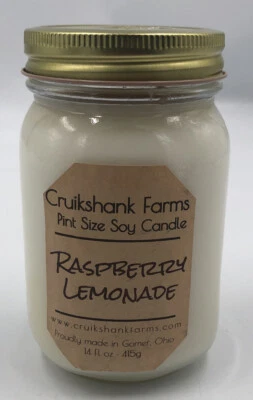 Cruikshank Farms
Pint Size Soy Candle
RASPBERRY
LEMONADE
www.cruikshankfarms.com
Proudly made in Gomer, Ohio
14 fl oz - 415g